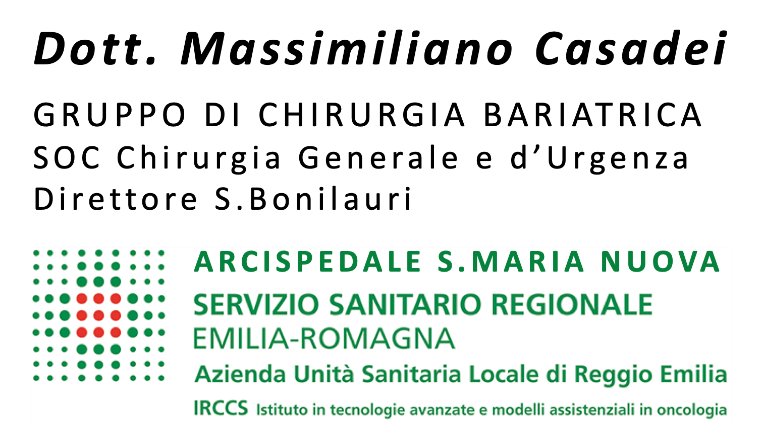 Dott. Massimiliano Casadei
GRUPPO DI CHIRURGIA BARIATRICA
SOC Chirurgia Generale e d’Urgenza
Direttore S.Bonilauri
ARCISPEDALE S.MARIA NUOVA
SERVIZIO SANITARIO REGIONALE
EMILIA-ROMAGNA
Azienda Unità Sanitaria Locale di Reggio Emilia
IRCCS Istituto in tecnologie avanzate e modelli assistenziali in oncologia